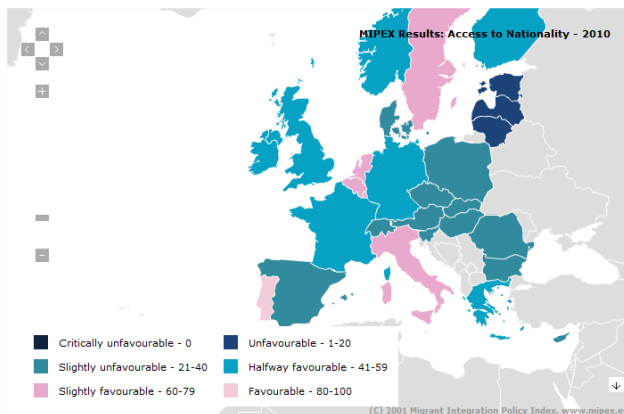 MIPEX Results: Access to Nationality - 2010
Critically unfavourable - 0
Unfavourable - 1-20
Slightly unfavourable - 21-40
Halfway favourable - 41-59
Slightly favourable - 60-79
Favourable - 80-100
(C) 2001 Migrant Integration Policy Index, www.mipex.e